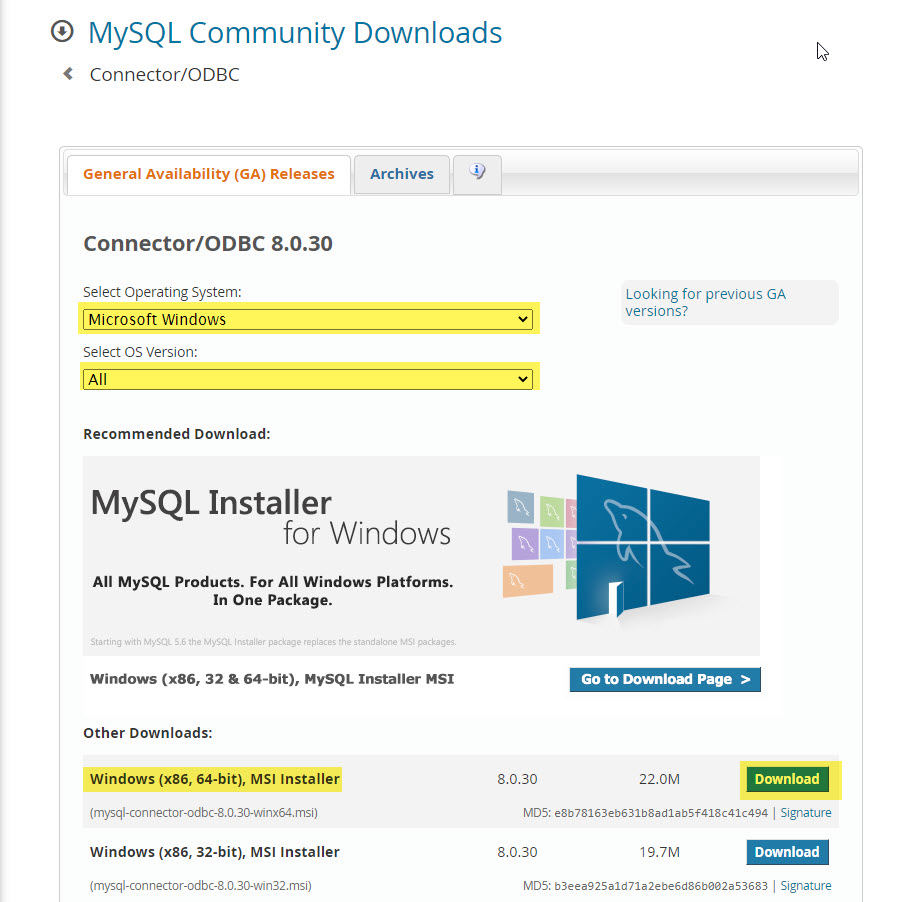 MySQL Community Downloads
Connector/ODBC
General Availability (GA) Releases
Archives
Connector/ODBC 8.0.30
Select Operating System:
Looking for previous GA
versions?
Microsoft Windows
Select OS Version:
All
Recommended Download:
MySQL Installer
for Windows
All MySQL Products. For All Windows Platforms.
In One Package.
Starting with MySQL 5.6 the MySQL Installer package replaces the standalone MSI packages.
Windows (x86, 32 & 64-bit), MySQL Installer MSI
Go to Download Page >
Other Downloads:
Windows (x86, 64-bit), MSI Installer 8.0.30 22.0M Download
(mysql-connector-odbc-8.0.30-winx64.msi) MD5: e8b78163eb631b8ad1ab5f418c41c494 | Signature
Windows (x86, 32-bit), MSI Installer 8.0.30 19.7M Download
(mysql-connector-odbc-8.0.30-win32.msi) MD5: b3eea925a1d71a2ebe6d86b002a53683 | Signature